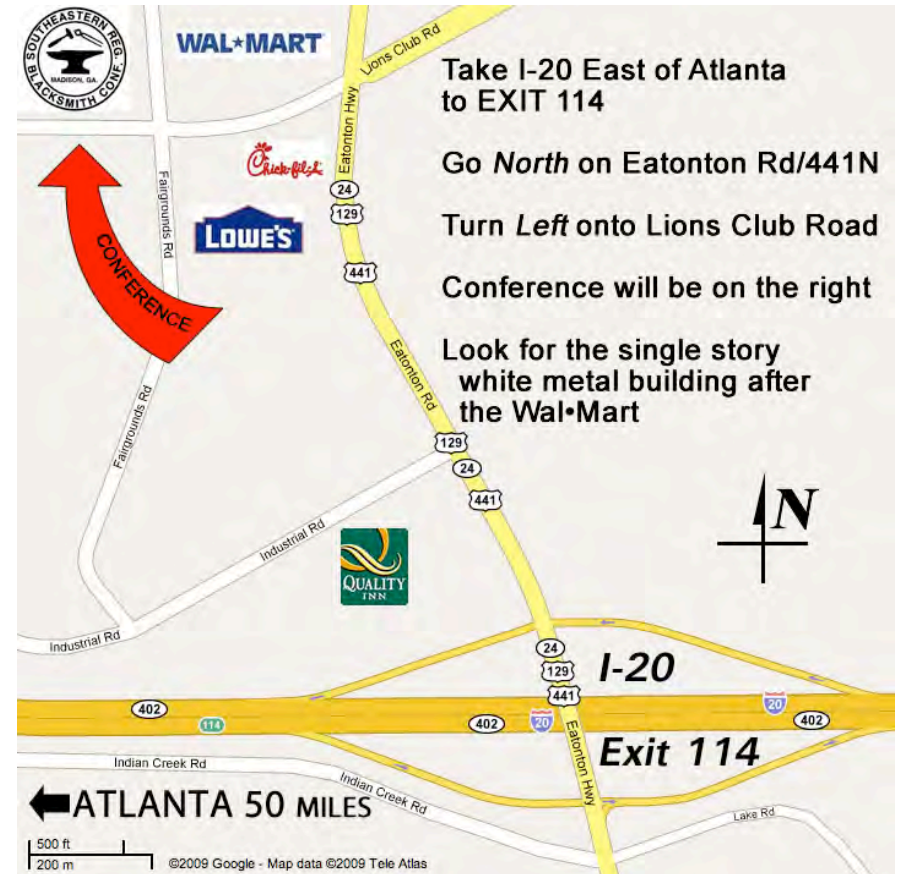 SOUTHEASTERN REG.
BLACKSMITH CONF.
MADISON, GA.
WAL★MART
Lions Club Rd
Take I-20 East of Atlanta
to EXIT 114
Eatonton Hwy
Chick-fil-A
Go North on Eatonton Rd/441N
Fairgrounds Rd
24
129
LOWE'S
Turn Left onto Lions Club Road
CONFERENCE
441
Conference will be on the right
Eatonton Rd
Look for the single story
white metal building after
the Wal•Mart
Fairgrounds Rd
129
24
441
N
Industrial Rd
QUALITY
INN
Industrial Rd
24
129
441
I-20
402
114
402
20
20
402
Eatonton Hwy
Exit 114
Indian Creek Rd
Indian Creek Rd
ATLANTA 50 MILES
Lake Rd
500 ft
200 m
©2009 Google - Map data ©2009 Tele Atlas